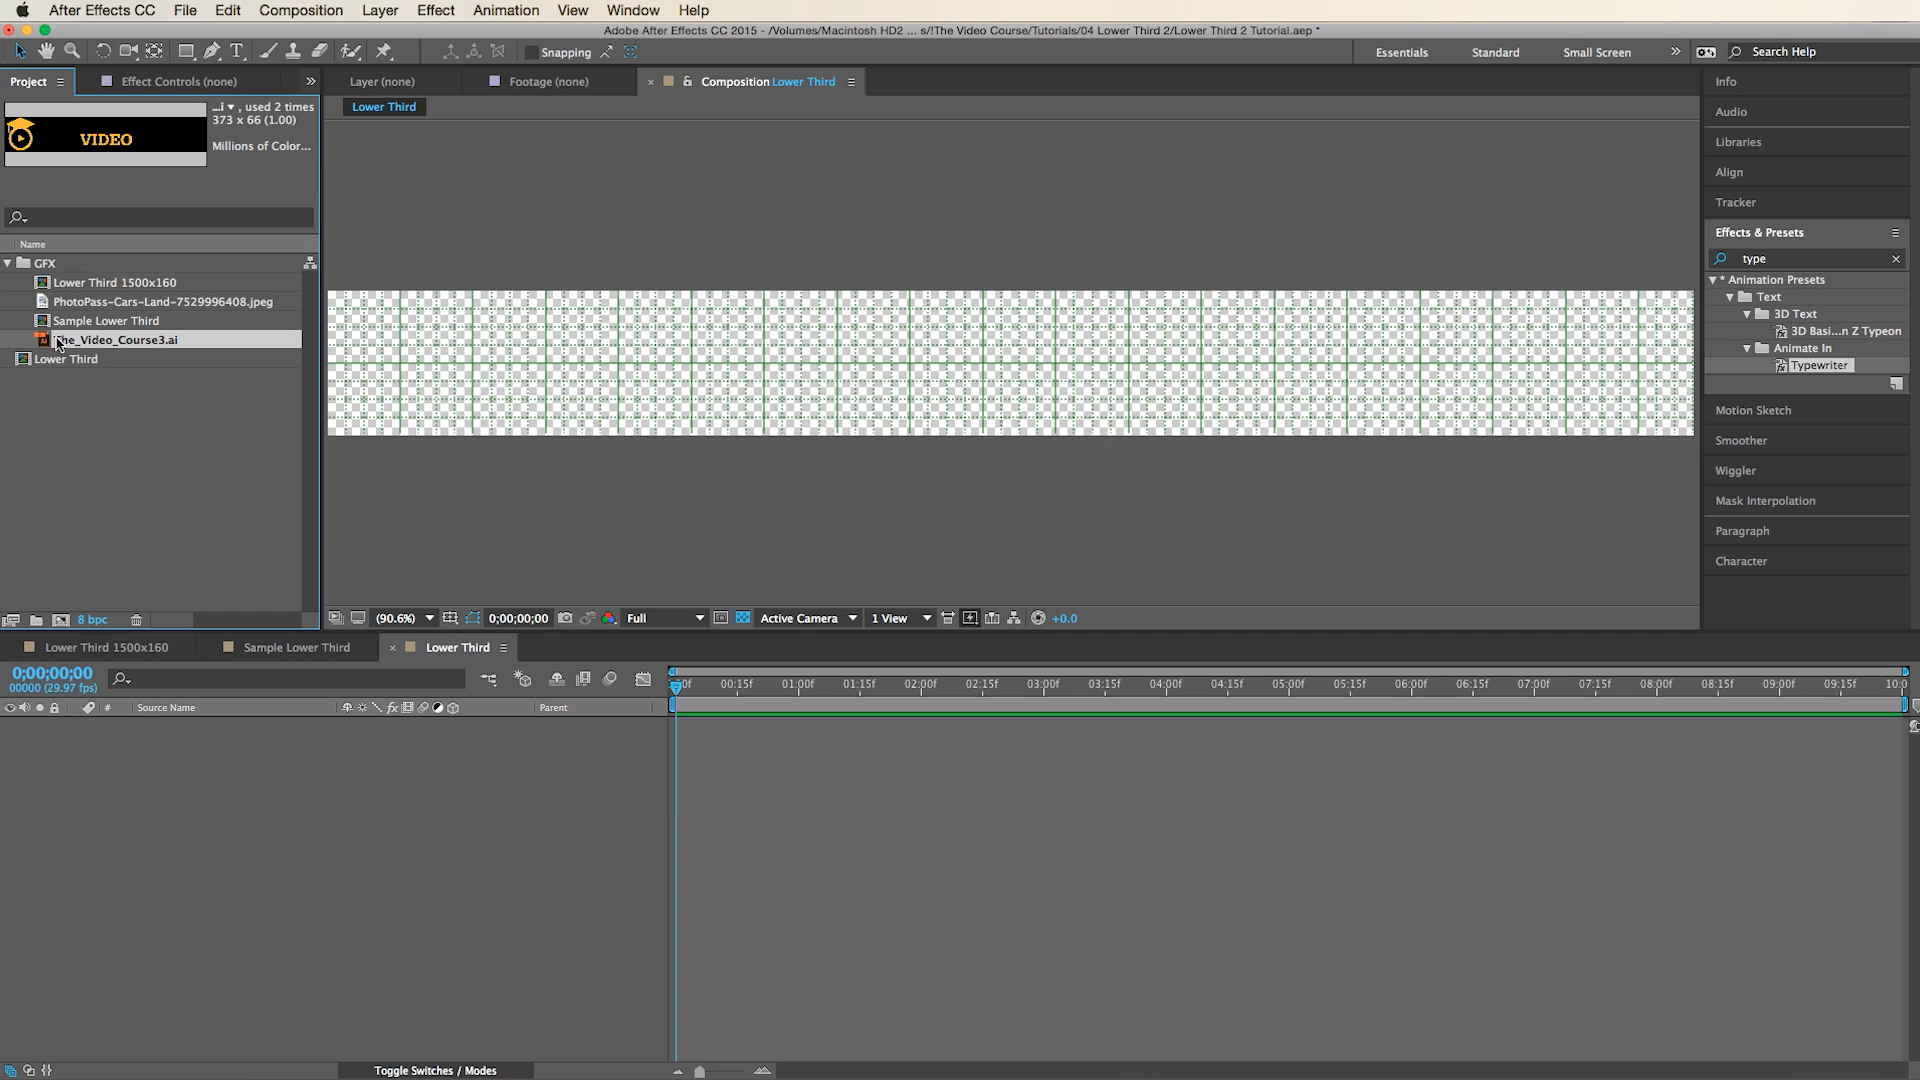 After Effects CC File Edit Composition Layer Effect Animation View Window Help
Adobe After Effects CC 2015 - /Volumes/Macintosh HD2 ... s/!The Video Course/Tutorials/04 Lower Third 2/Lower Third 2 Tutorial.aep *
T Snapping Essentials Standard Small Screen » Search Help
Project Effect Controls (none) » Layer (none) Footage (none) × Composition Lower Third Info
...i ▾ , used 2 times Lower Third
373 x 66 (1.00) Audio
VIDEO Millions of Color... Libraries
Align
Tracker
Name Effects & Presets
GFX type ×
Lower Third 1500x160 * Animation Presets
PhotoPass-Cars-Land-7529996408.jpeg Text
Sample Lower Third 3D Text
he_Video_Course3.ai 3D Basi...n Z Typeon
Lower Third Animate In
Typewriter
Motion Sketch
Smoother
Wiggler
Mask Interpolation
Paragraph
Character
8 bpc (90.6%) 0;00;00;00 Full Active Camera 1 View +0.0
Lower Third 1500x160 Sample Lower Third × Lower Third
0;00;00;00
00000 (29.97 fps)
0f 00:15f 01:00f 01:15f 02:00f 02:15f 03:00f 03:15f 04:00f 04:15f 05:00f 05:15f 06:00f 06:15f 07:00f 07:15f 08:00f 08:15f 09:00f 09:15f 10:0
# Source Name fx Parent
Toggle Switches / Modes